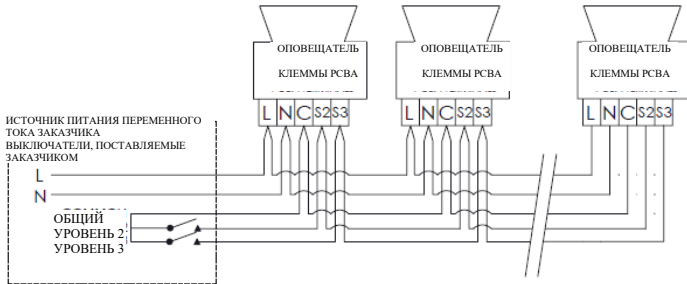 ОПОВЕЩАТЕЛЬ
КЛЕММЫ PCBA
L N C S2 S3
ОПОВЕЩАТЕЛЬ
КЛЕММЫ PCBA
L N C S2 S3
ОПОВЕЩАТЕЛЬ
КЛЕММЫ PCBA
L N C S2 S3
ИСТОЧНИК ПИТАНИЯ ПЕРЕМЕННОГО
ТОКА ЗАКАЗЧИКА
ВЫКЛЮЧАТЕЛИ, ПОСТАВЛЯЕМЫЕ
ЗАКАЗЧИКОМ
L
N
ОБЩИЙ
УРОВЕНЬ 2
УРОВЕНЬ 3